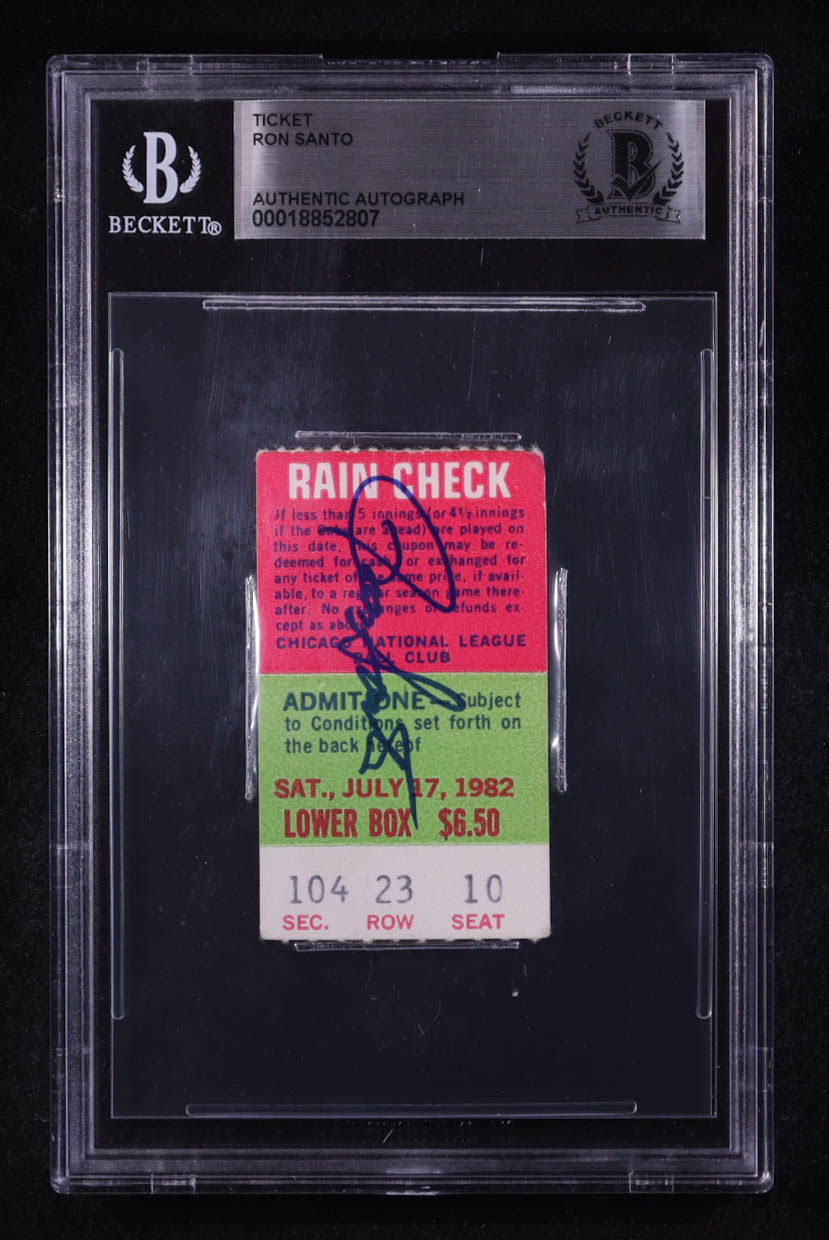 B
BECKETT®
TICKET
RON SANTO
AUTHENTIC AUTOGRAPH
00018852807
BECKETT
B
AUTHENTIC
RAIN CHECK
If less than 5 innings (or 4½ innings
if the Cubs are ahead) are played on
this date, this coupon may be re-
deemed for cash, or exchanged for
any ticket of the same price, if avail-
able, to a regular season game there-
after. No exchanges or refunds ex-
cept as above.
CHICAGO NATIONAL LEAGUE
BALL CLUB
ADMIT ONE — Subject
to Conditions set forth on
the back hereof
SAT., JULY 17, 1982
LOWER BOX $6.50
104 23 10
SEC. ROW SEAT
Ron Santo